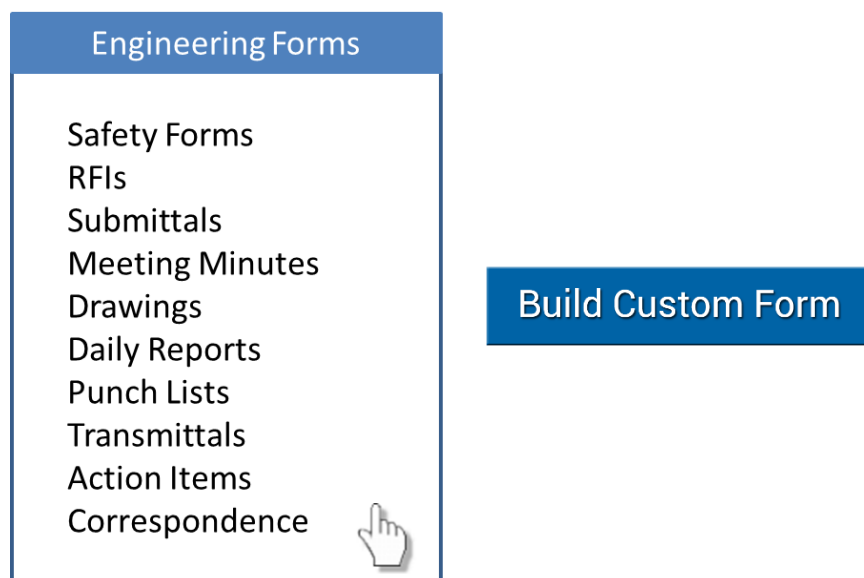 Engineering Forms
Safety Forms
RFIs
Submittals
Meeting Minutes
Drawings
Daily Reports
Punch Lists
Transmittals
Action Items
Correspondence
Build Custom Form